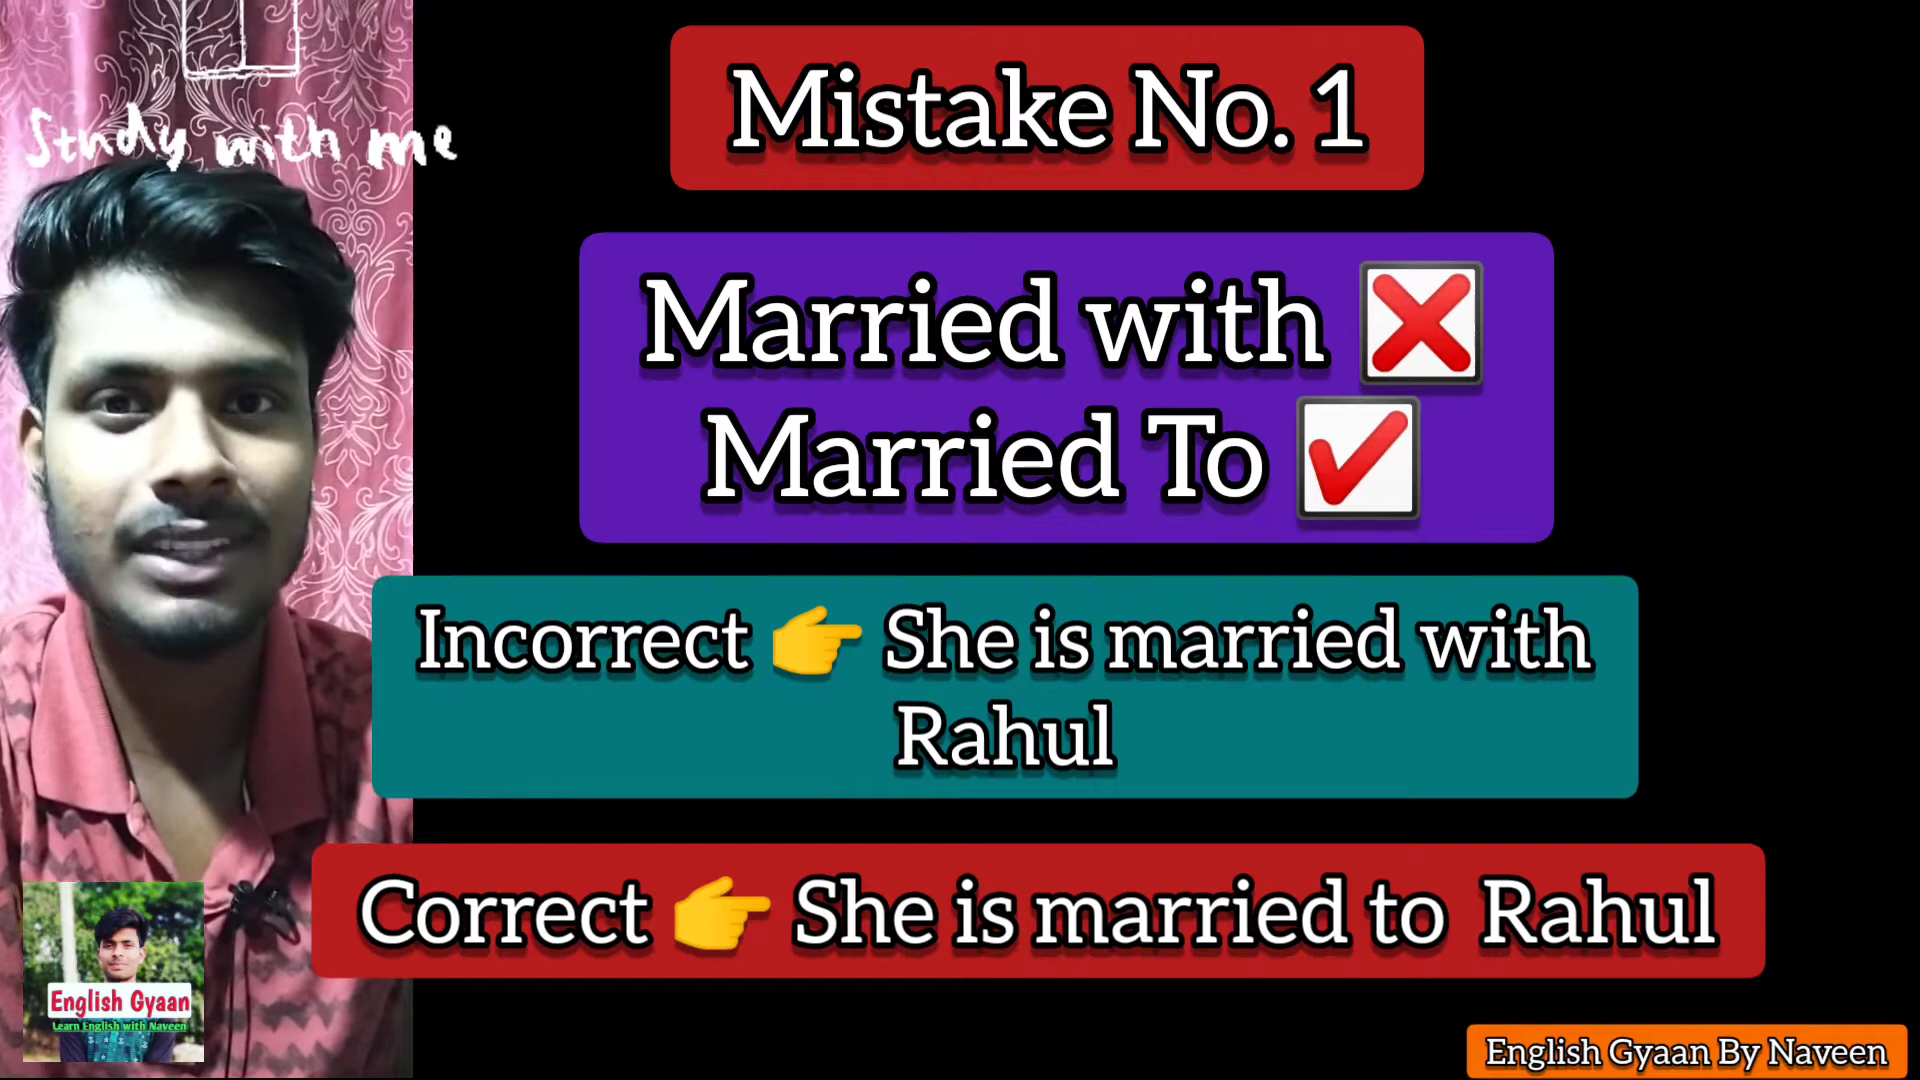 Study with me
Mistake No. 1
Married with ❌
Married To ✔
Incorrect 👉 She is married with
Rahul
Correct 👉 She is married to Rahul
English Gyaan
Learn English with Naveen
English Gyaan By Naveen